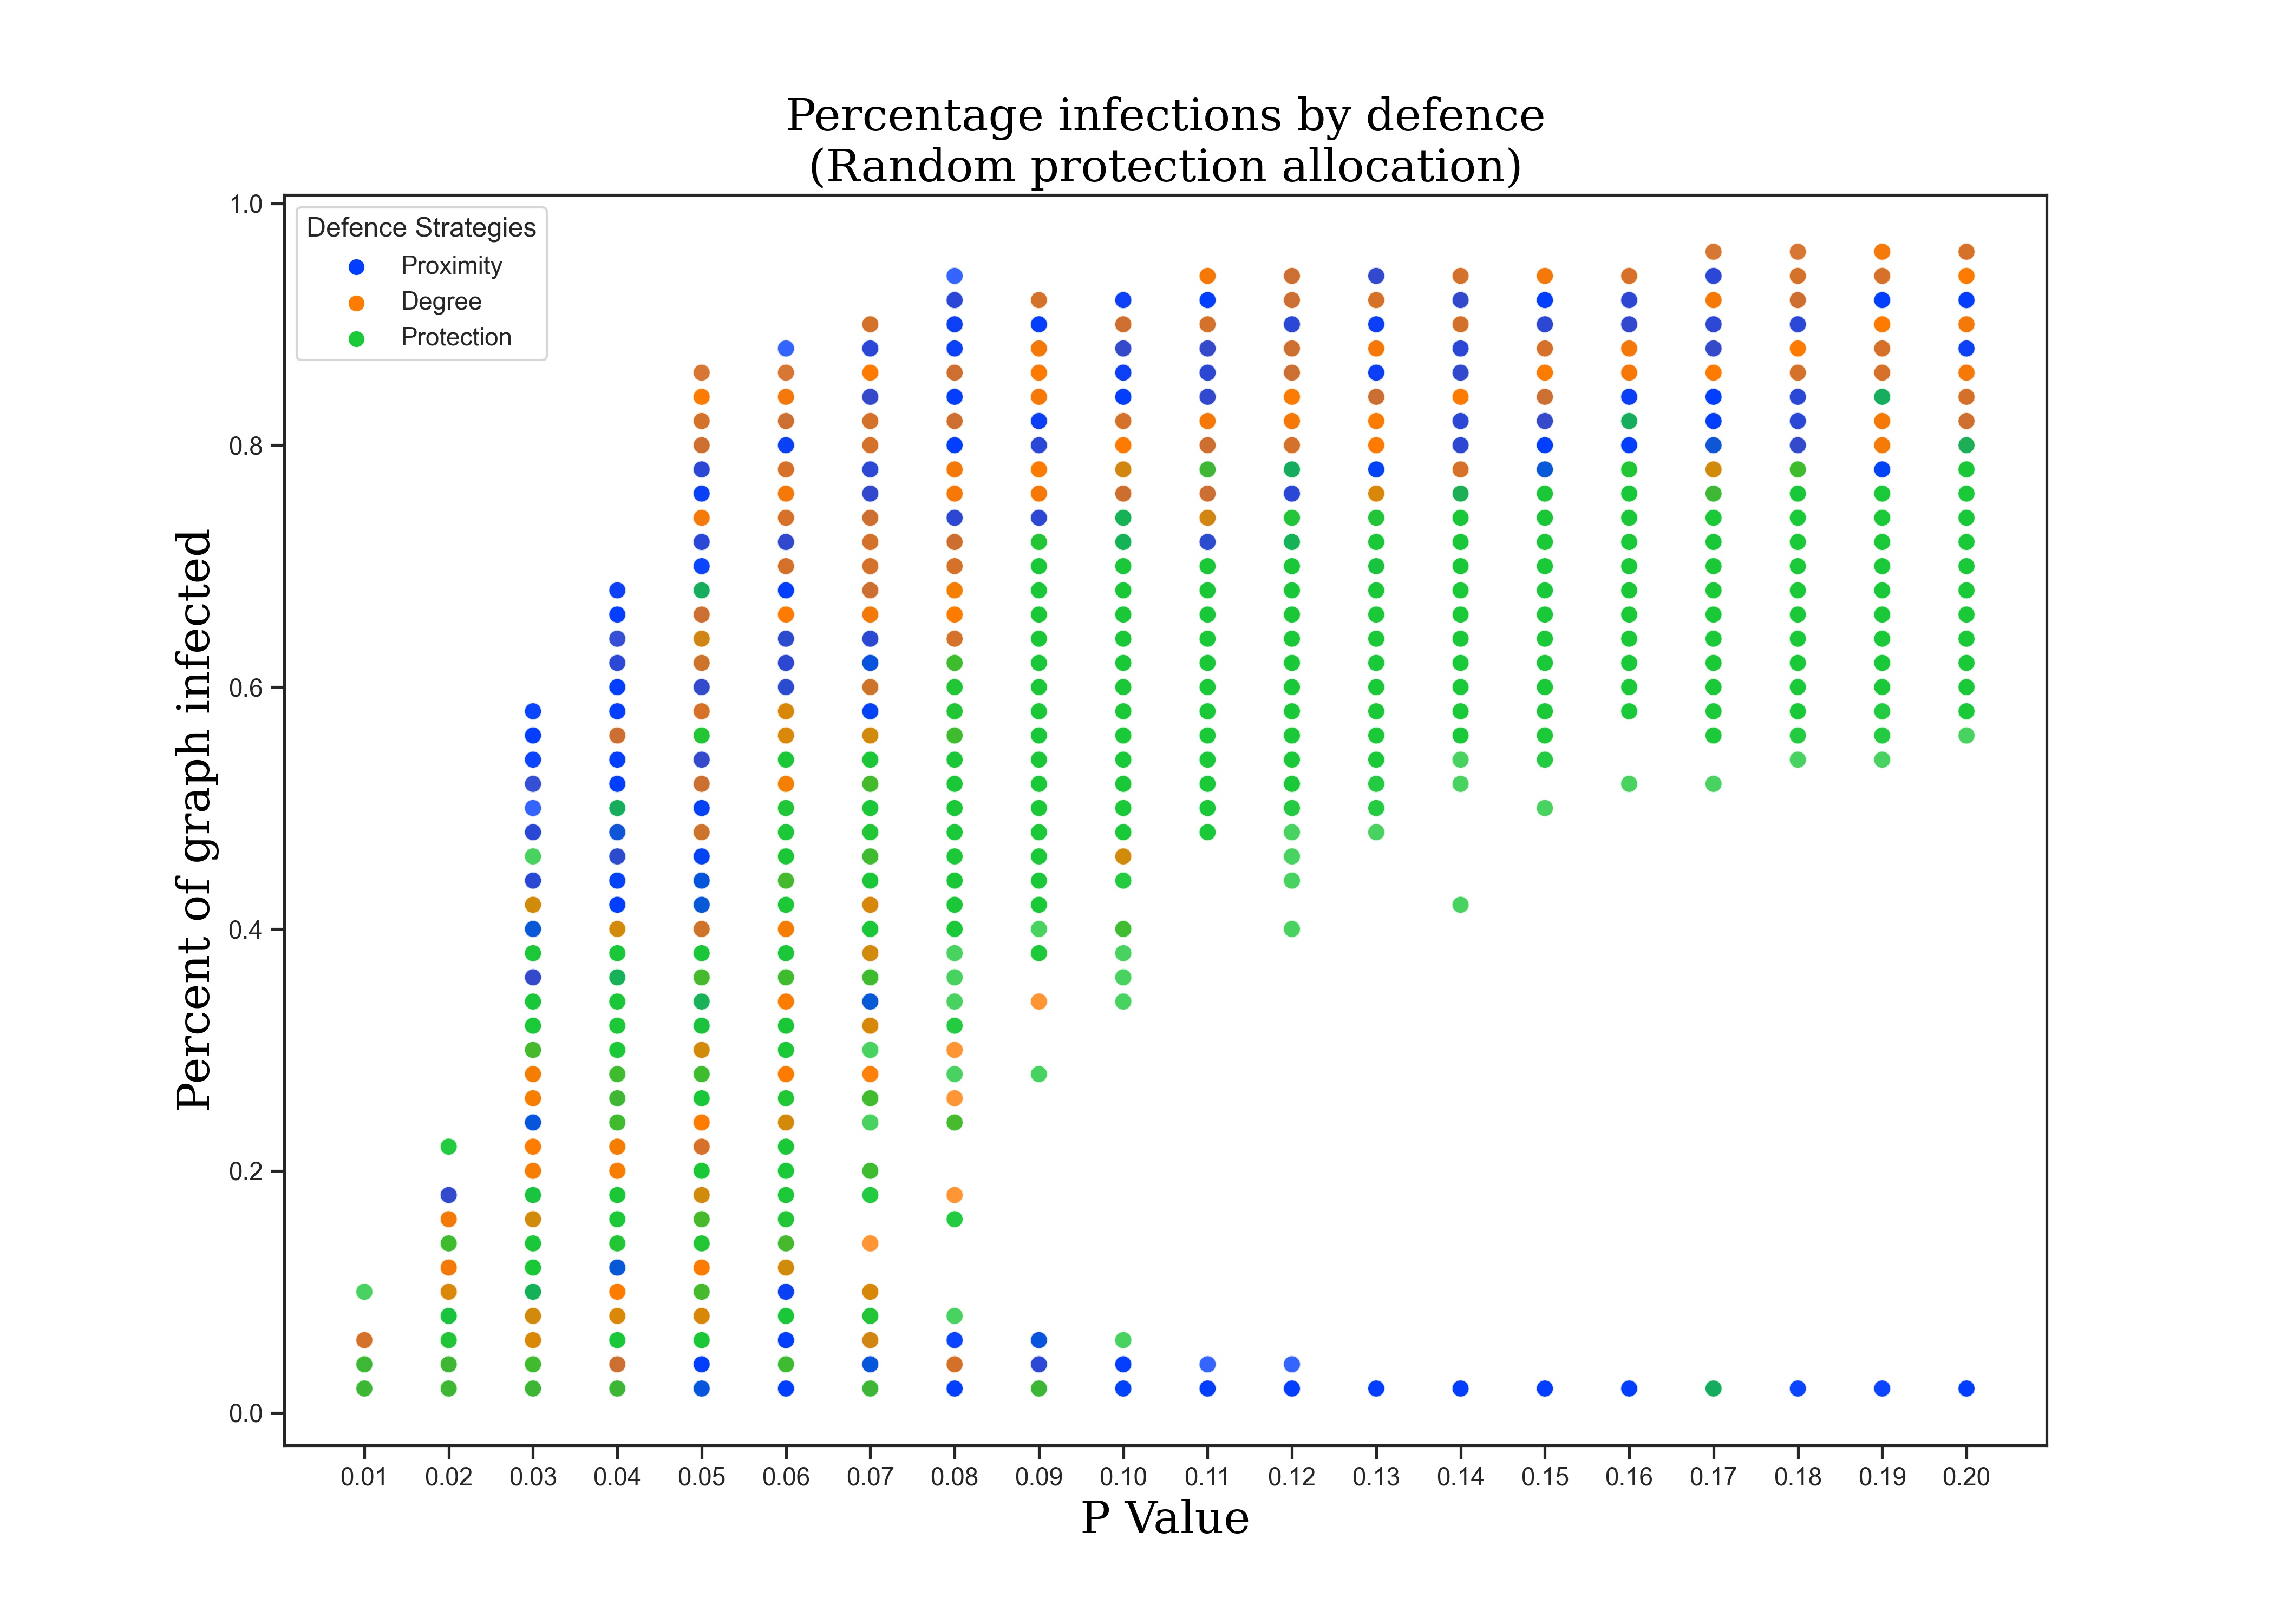 Percentage infections by defence
(Random protection allocation)
Defence Strategies
Proximity
Degree
Protection
Percent of graph infected
1.0
0.8
0.6
0.4
0.2
0.0
0.01 0.02 0.03 0.04 0.05 0.06 0.07 0.08 0.09 0.10 0.11 0.12 0.13 0.14 0.15 0.16 0.17 0.18 0.19 0.20
P Value